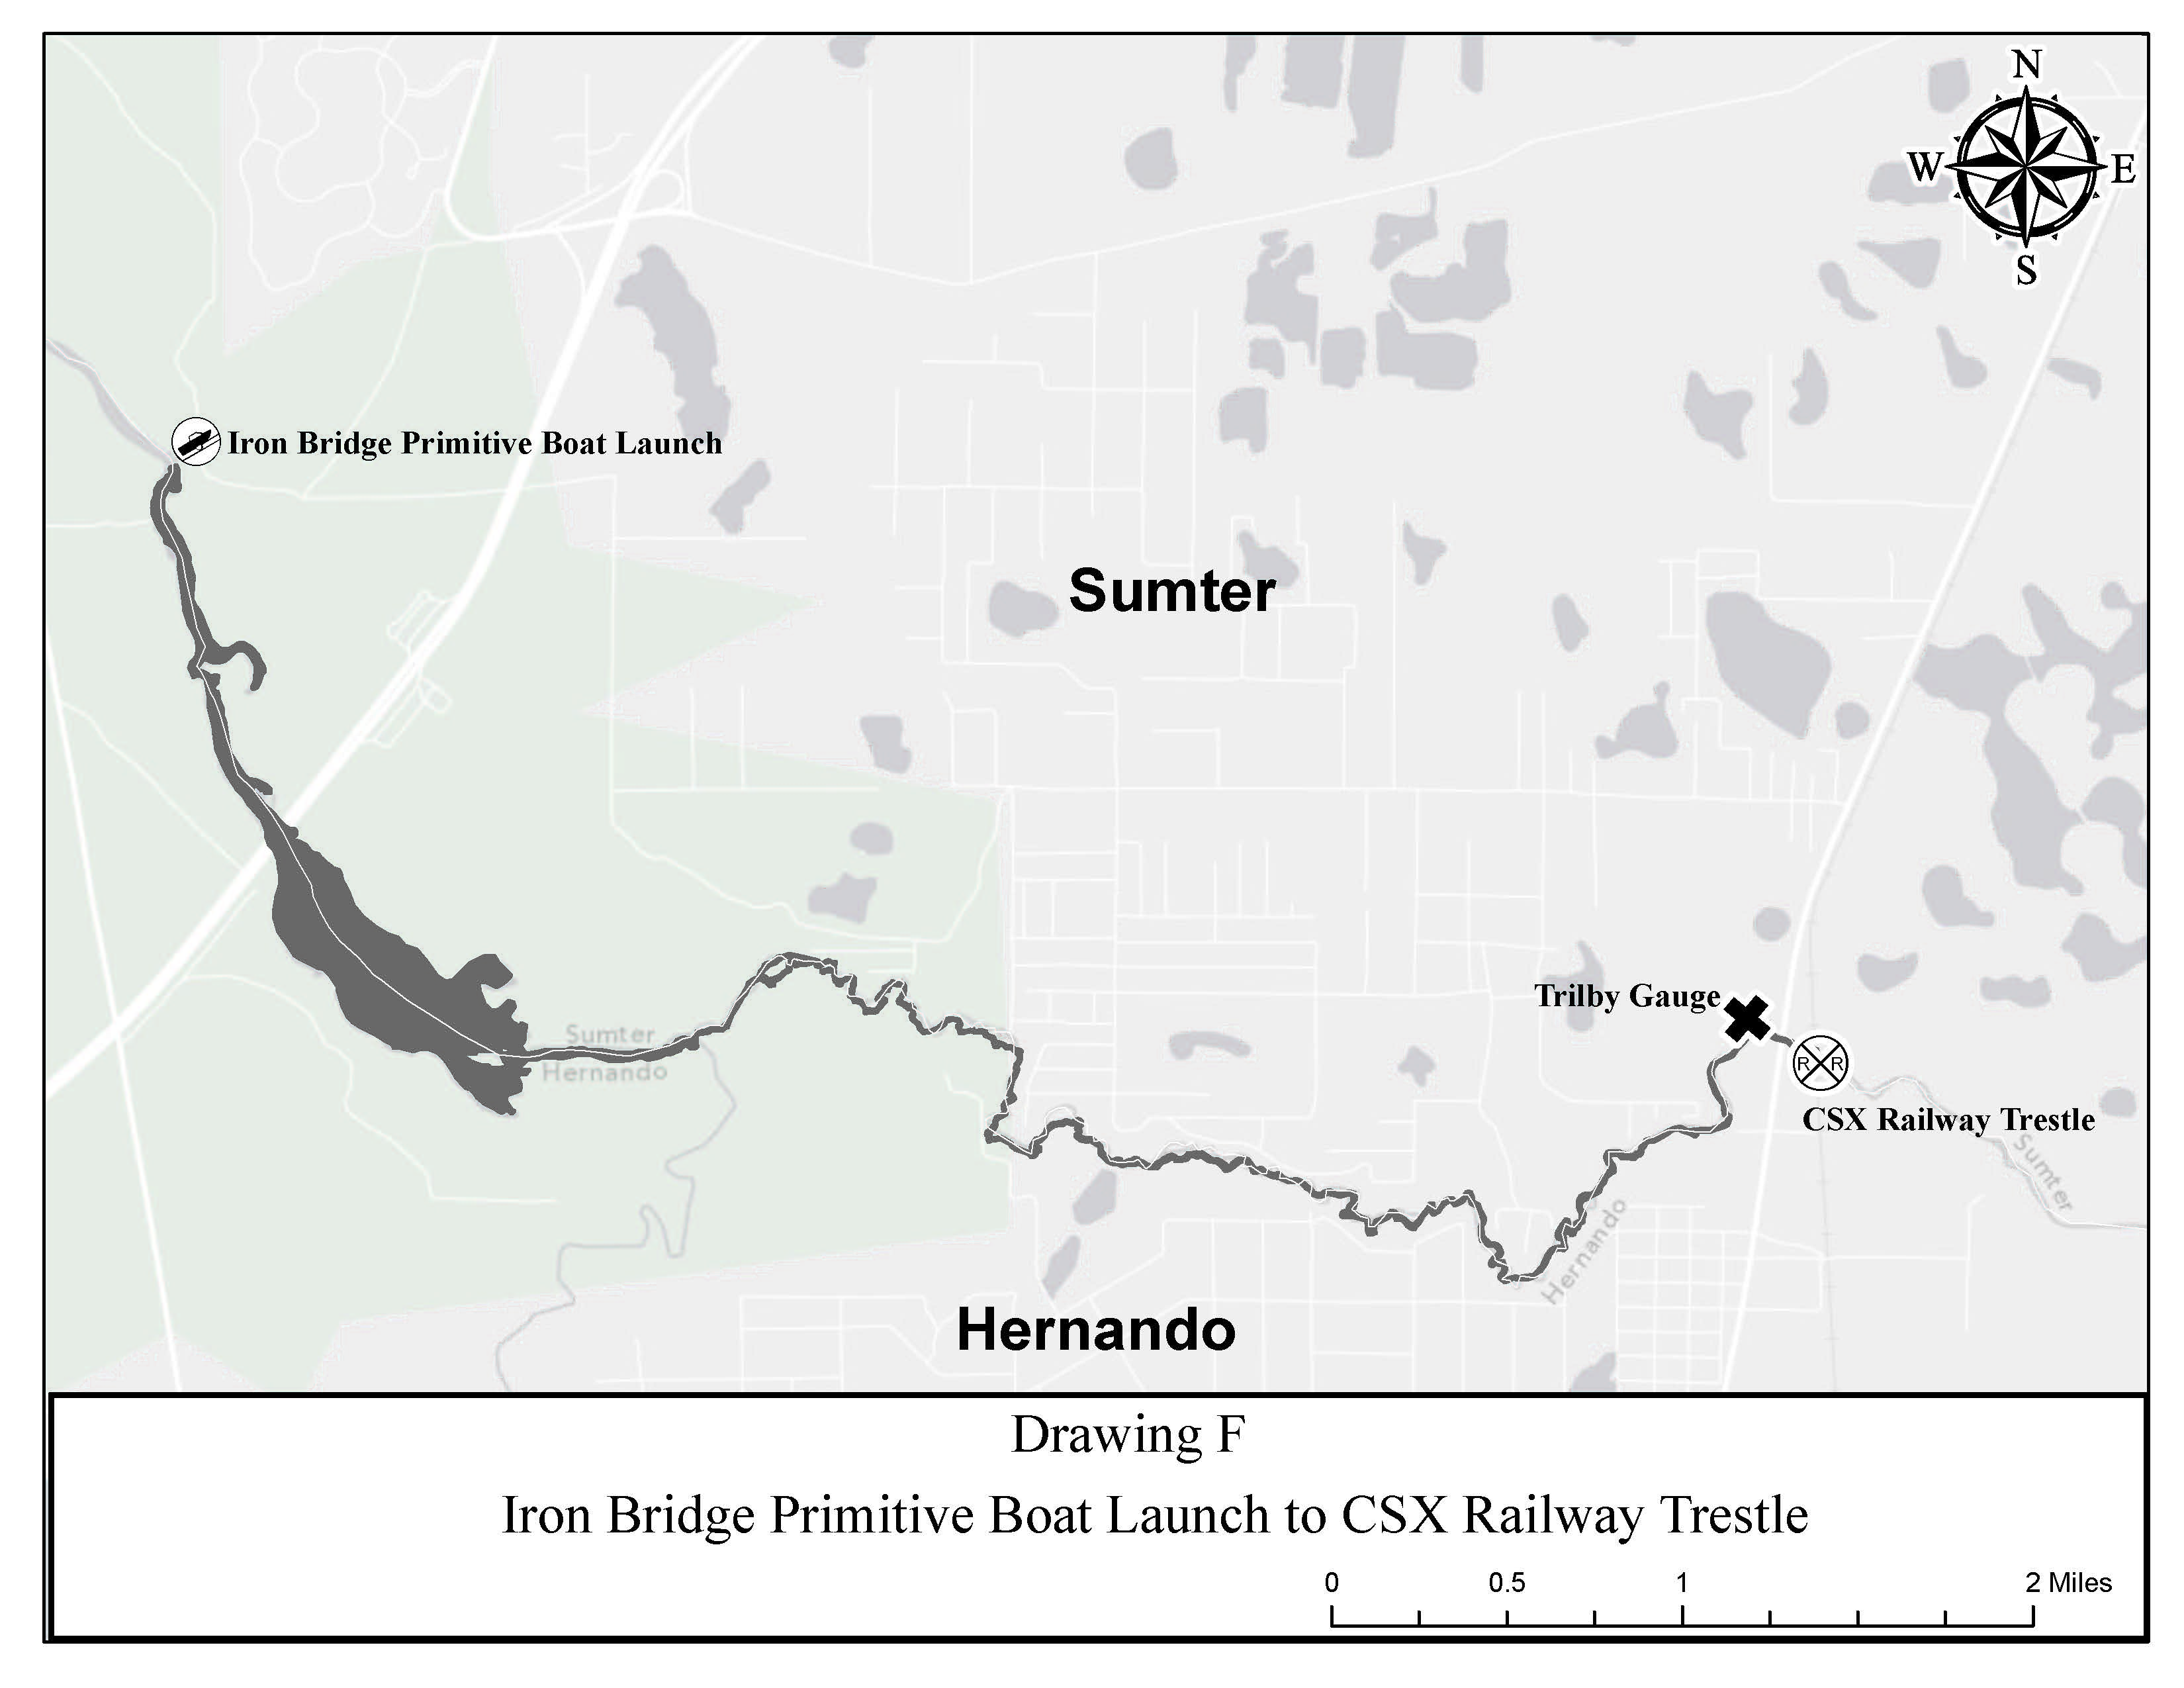 N
W E
S
Iron Bridge Primitive Boat Launch
Sumter
Trilby Gauge
Sumter
Hernando
R R
CSX Railway Trestle
Sumter
Hernando
Hernando
Drawing F
Iron Bridge Primitive Boat Launch to CSX Railway Trestle
0 0.5 1 2 Miles